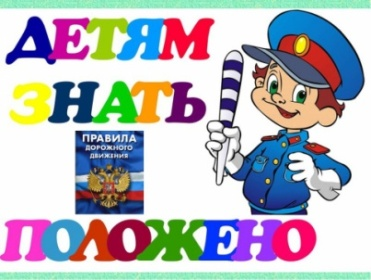 ДЕТЯМ
ЗНАТЬ
ПРАВИЛА
ДОРОЖНОГО
ДВИЖЕНИЯ
ПОЛОЖЕНО